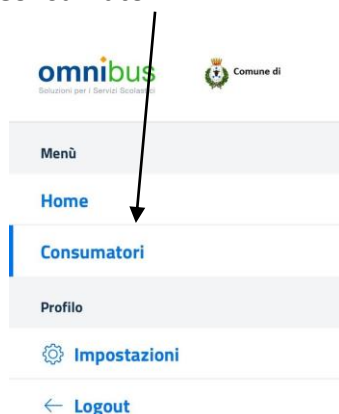 omnibus
Soluzioni per i Servizi Scolastici
Comune di
Menù
Home
Consumatori
Profilo
Impostazioni
Logout